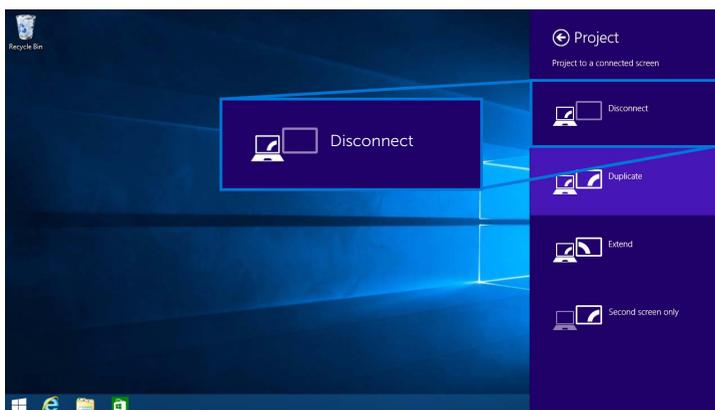 Recycle Bin
Project
Project to a connected screen
Disconnect
Disconnect
Duplicate
Extend
Second screen only